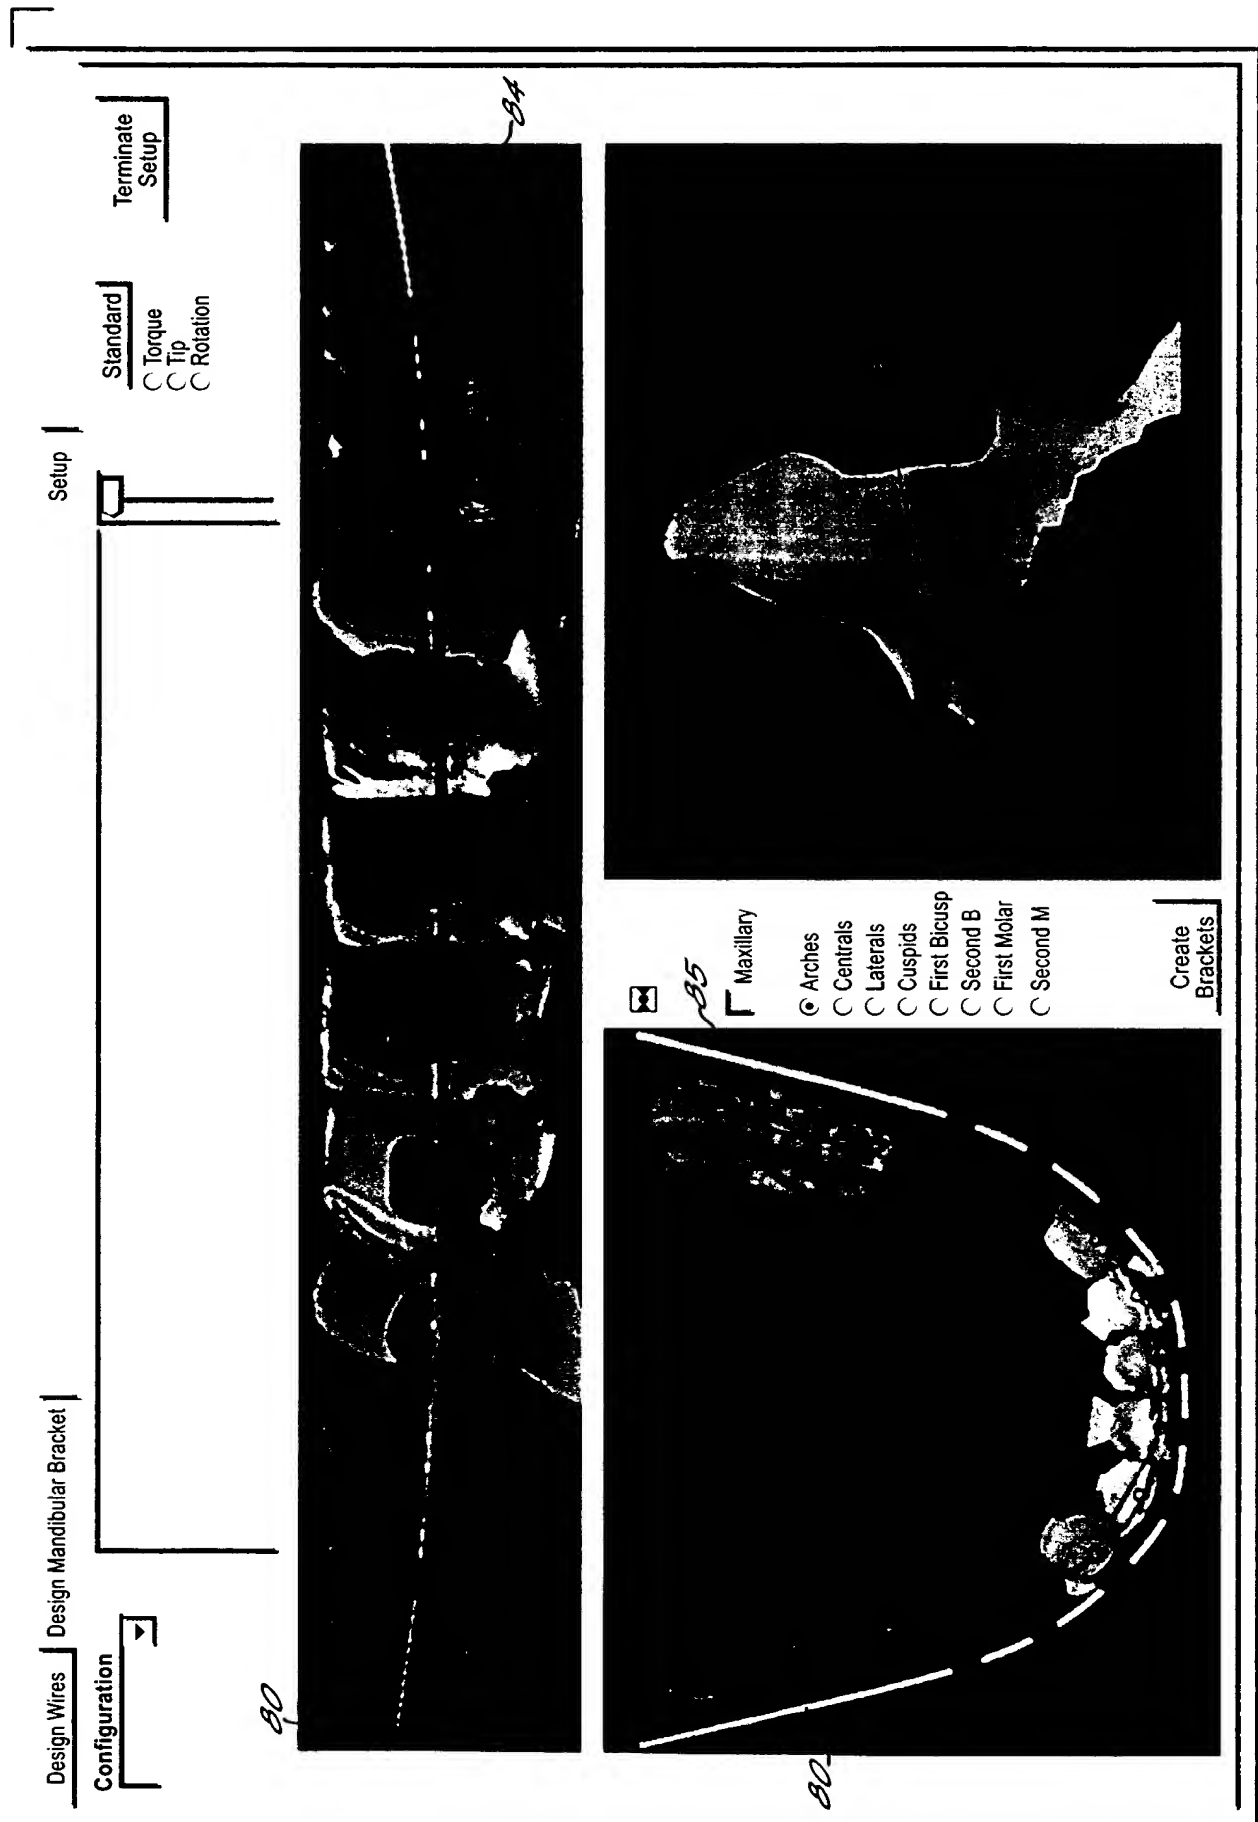 Design Wires
Design Mandibular Bracket
Setup
Configuration
Standard
Torque
Tip
Rotation
Terminate
Setup
80
84
80
85
Maxillary
Arches
Centrals
Laterals
Cuspids
First Bicusp
Second B
First Molar
Second M
Create
Brackets